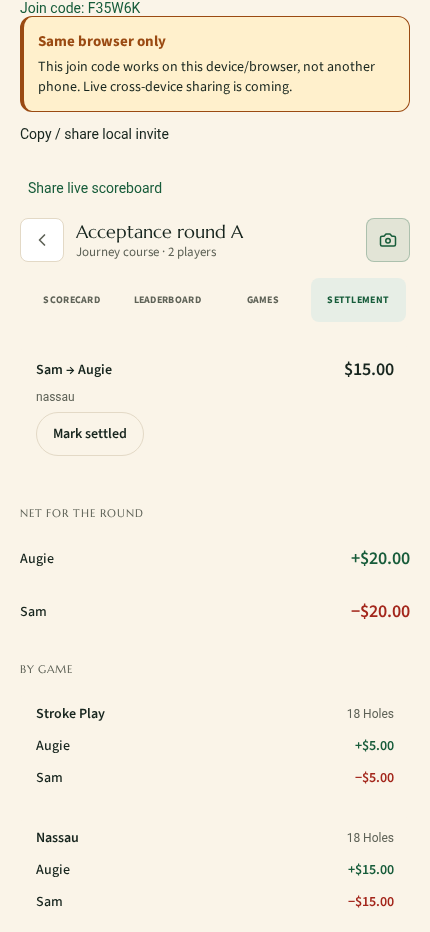 Join code: F35W6K
Same browser only
This join code works on this device/browser, not another
phone. Live cross-device sharing is coming.
Copy / share local invite
Share live scoreboard
Acceptance round A
Journey course · 2 players
SCORECARD LEADERBOARD GAMES SETTLEMENT
Sam → Augie $15.00
nassau
Mark settled
NET FOR THE ROUND
Augie +$20.00
Sam −$20.00
BY GAME
Stroke Play 18 Holes
Augie +$5.00
Sam −$5.00
Nassau 18 Holes
Augie +$15.00
Sam −$15.00